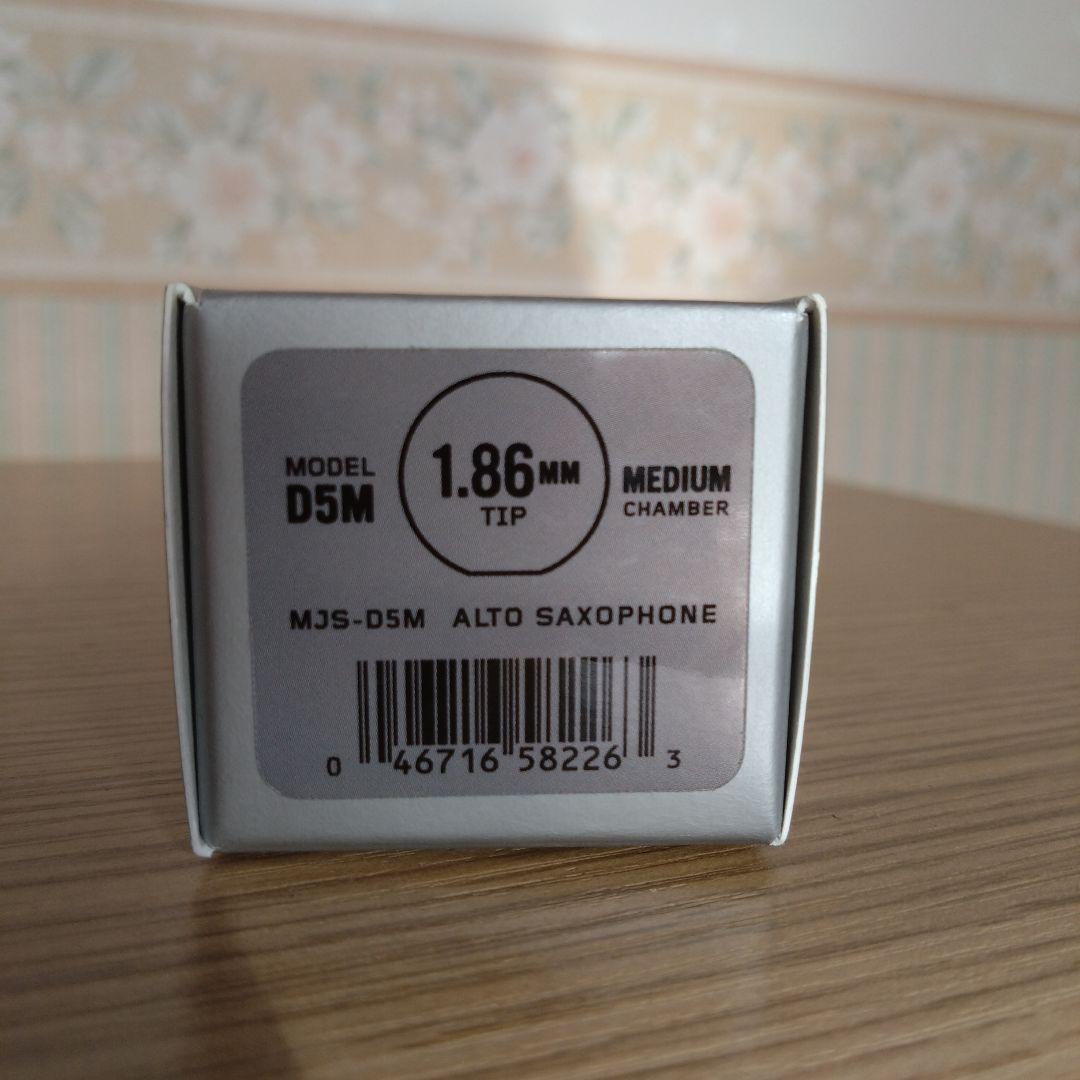 MODEL
D5M
1.86MM
TIP
MEDIUM
CHAMBER
MJS-D5M ALTO SAXOPHONE
0 46716 58226 3